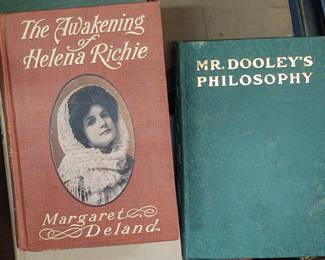 The Awakening
of
Helena Richie
Margaret
Deland
MR. DOOLEY'S
PHILOSOPHY